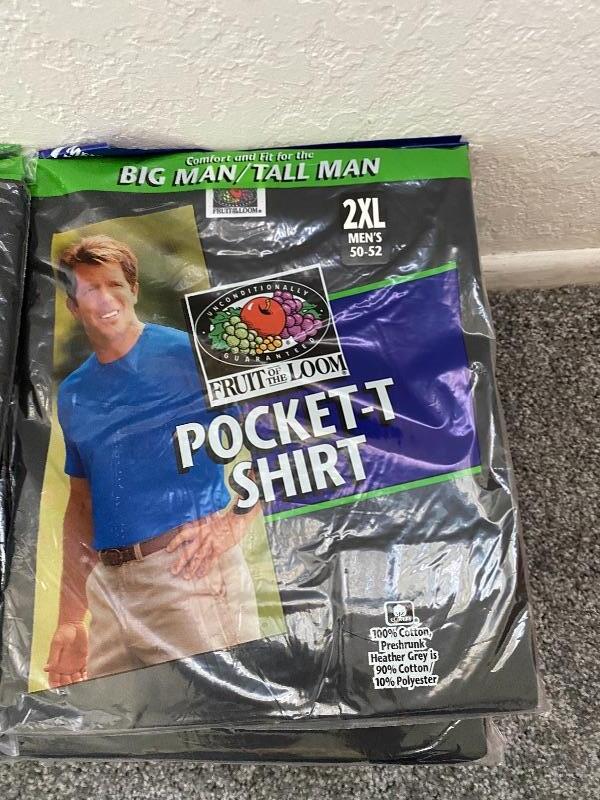 Comfort and Fit for the
BIG MAN/TALL MAN
FRUIT OF THE LOOM®
2XL
MEN'S
50-52
UNCONDITIONALLY
GUARANTEED
FRUIT OF THE LOOM®
POCKET-T
SHIRT
COTTON
100% Cotton,
Preshrunk
Heather Grey is
90% Cotton/
10% Polyester